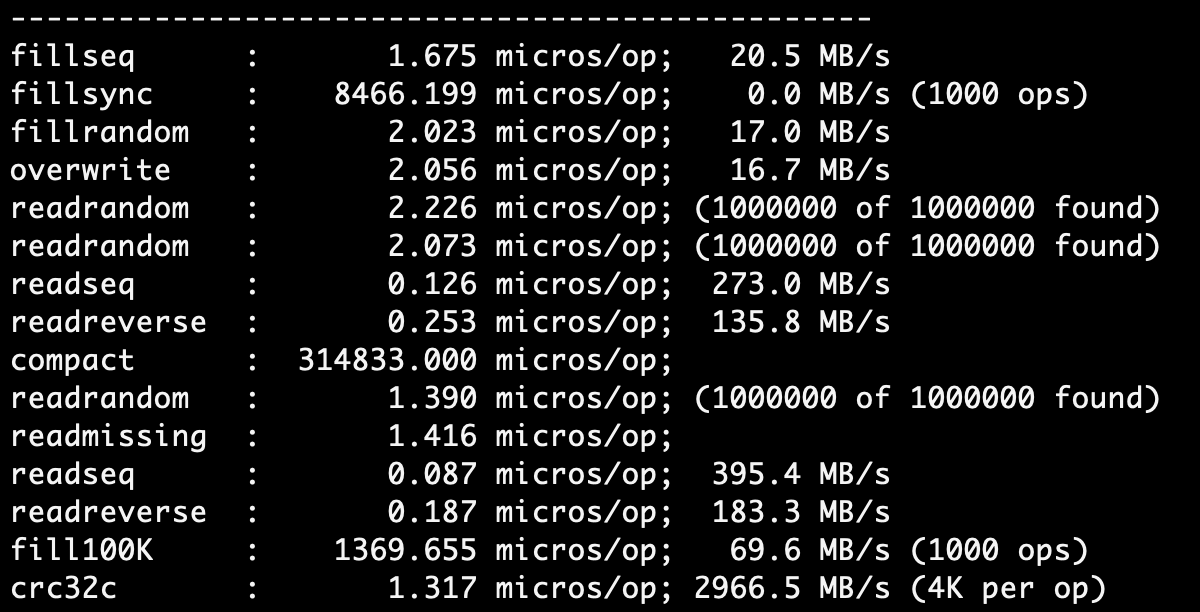 ------------------------------------------------
fillseq      :       1.675 micros/op;   20.5 MB/s
fillsync     :    8466.199 micros/op;    0.0 MB/s (1000 ops)
fillrandom   :       2.023 micros/op;   17.0 MB/s
overwrite    :       2.056 micros/op;   16.7 MB/s
readrandom   :       2.226 micros/op; (1000000 of 1000000 found)
readrandom   :       2.073 micros/op; (1000000 of 1000000 found)
readseq      :       0.126 micros/op;  273.0 MB/s
readreverse  :       0.253 micros/op;  135.8 MB/s
compact      :  314833.000 micros/op;
readrandom   :       1.390 micros/op; (1000000 of 1000000 found)
readmissing  :       1.416 micros/op;
readseq      :       0.087 micros/op;  395.4 MB/s
readreverse  :       0.187 micros/op;  183.3 MB/s
fill100K     :    1369.655 micros/op;   69.6 MB/s (1000 ops)
crc32c       :       1.317 micros/op; 2966.5 MB/s (4K per op)